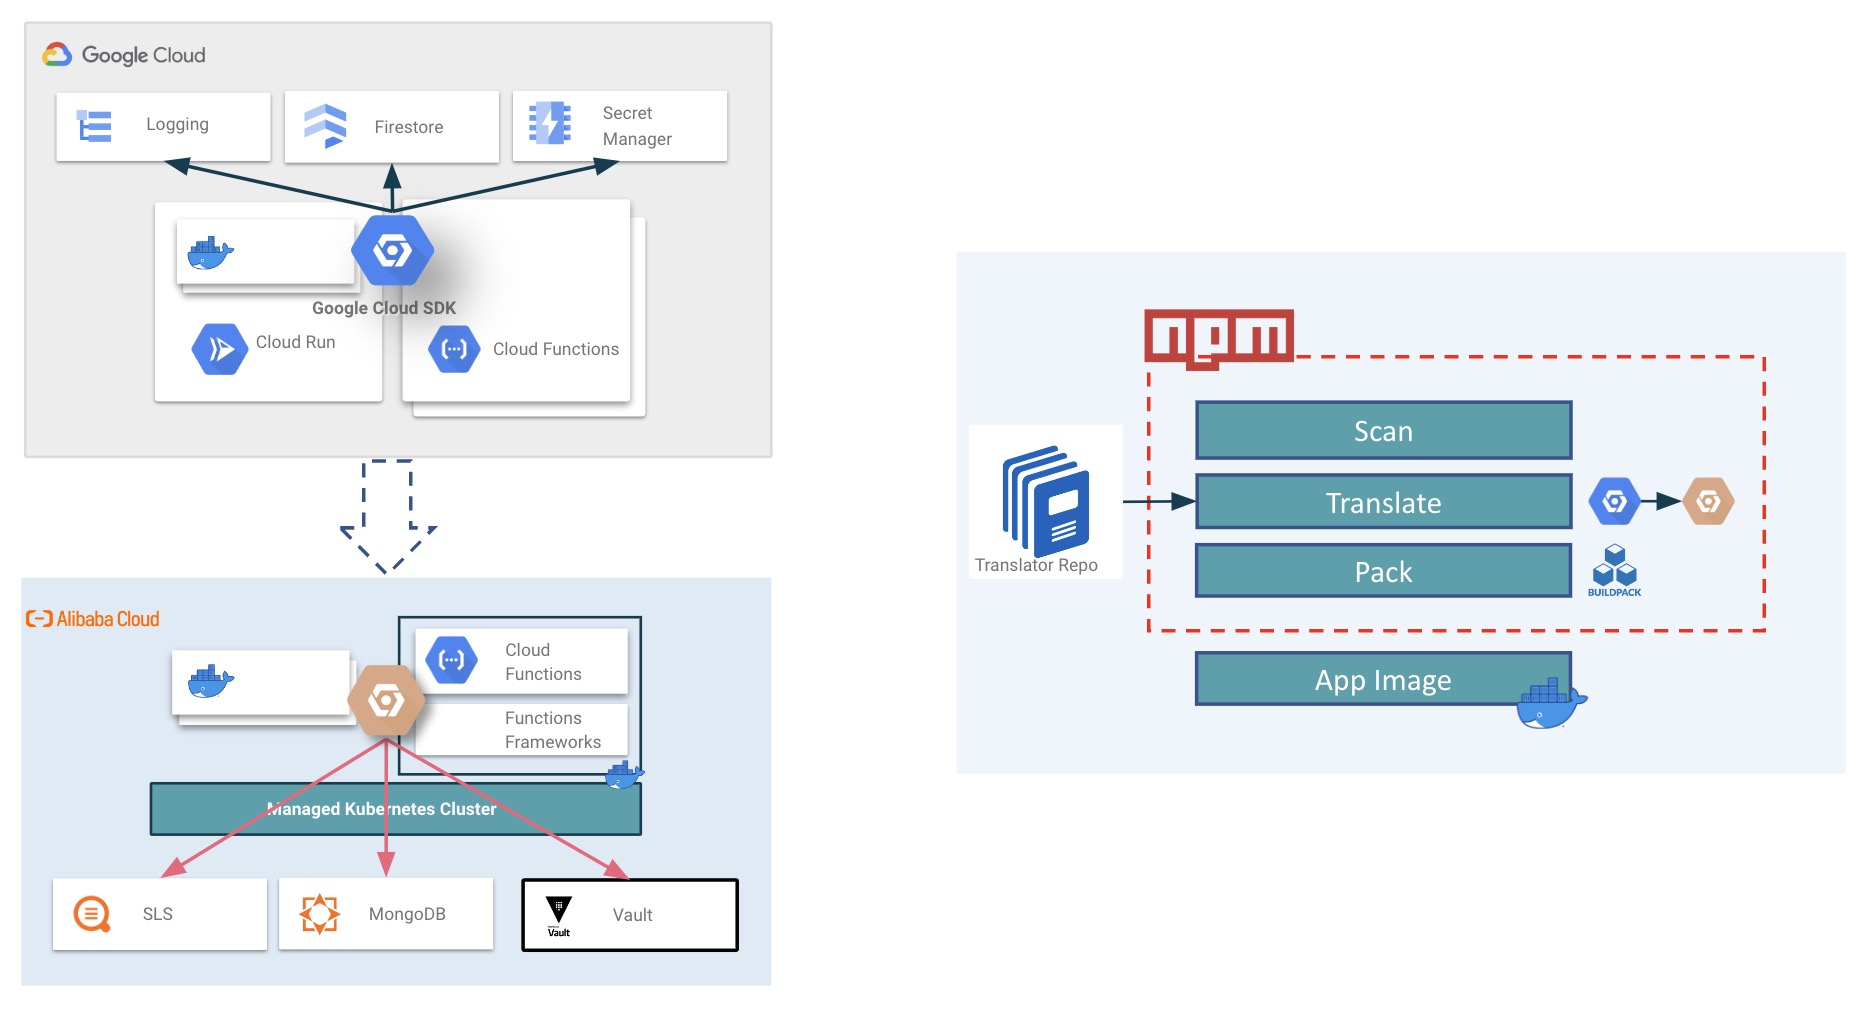 Google Cloud
Logging
Firestore
Secret
Manager
Google Cloud SDK
Cloud Run
Cloud Functions
Alibaba Cloud
Cloud
Functions
Functions
Frameworks
Managed Kubernetes Cluster
SLS
MongoDB
Vault
Vault
npm
Scan
Translate
Translator Repo
Pack
BUILDPACK
App Image